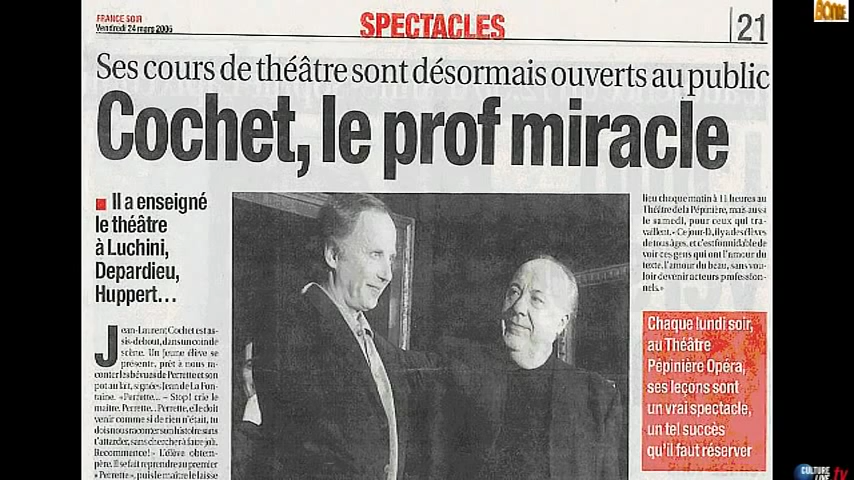 FRANCE SOIR
Vendredi 24 mars 2006
SPECTACLES
21
Ses cours de théâtre sont désormais ouverts au public
Cochet, le prof miracle
Il a enseigné
le théâtre
à Luchini,
Depardieu,
Huppert...
Jean-Laurent Cochet est as-
sis-debout, dans un coin de
scène. Un jeune élève se
présente, prêt à nous ra-
conter les bévues de Perrette et son
pot au lait, signées Jean de La Fon-
taine. «Perrette... – Stop! crie le
maître. Perrette... Perrette, elle doit
venir comme si de rien n'était, tu
dois nous raconter son histoire sans
t'attarder, sans chercher à faire joli.
Recommence!» L'élève obtem-
père. Il se fait reprendre au premier
«Perrette», puis le maître le laisse
lieu chaque matin à 11 heures au
Théâtre de la Pépinière, mais aussi
le samedi, pour ceux qui tra-
vaillent. «Ce jour-là, il y a des élèves
de tous âges, et c'est formidable de
voir ces gens qui ont l'amour du
texte, l'amour du beau, sans vou-
loir devenir acteurs profession-
nels.»
Chaque lundi soir,
au Théâtre
Pépinière Opéra,
ses leçons sont
un vrai spectacle,
un tel succès
qu'il faut réserver
CULTURE
LIVE
.tv